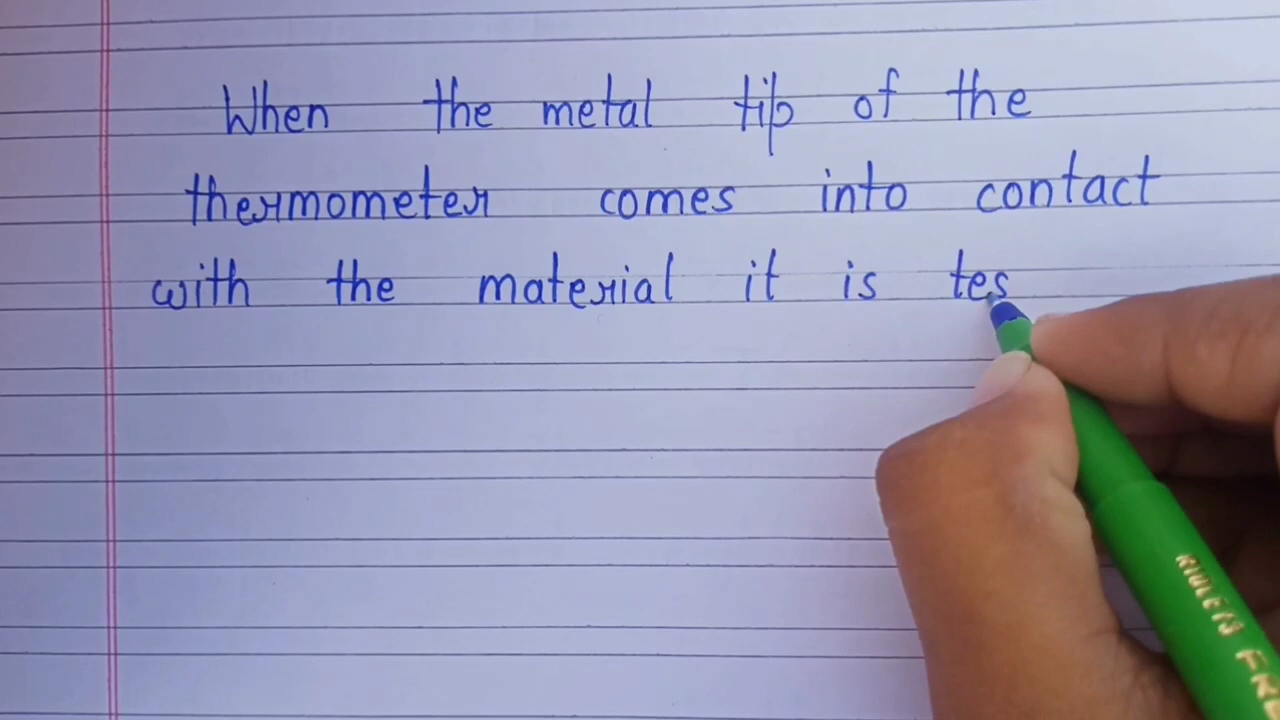 When the metal tip of the
thermometer comes into contact
with the material it is tes